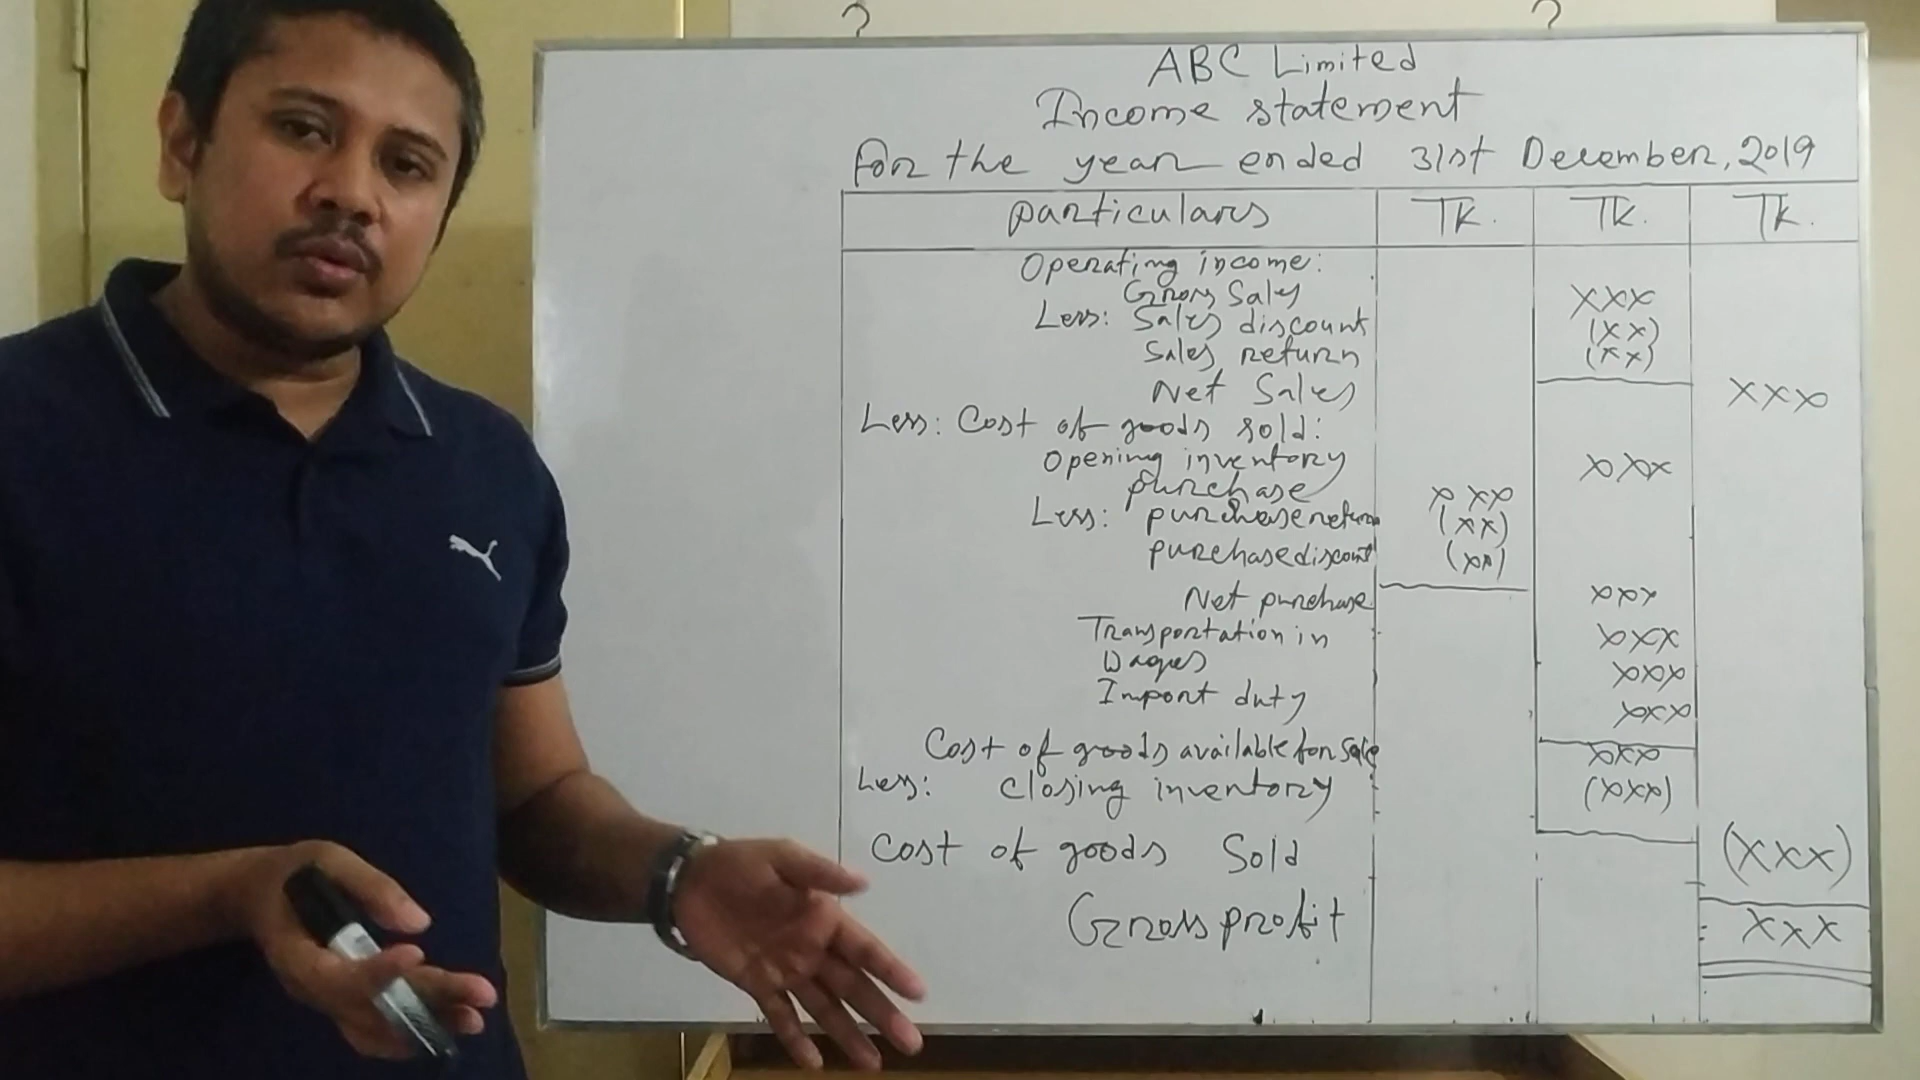 ? ?
ABC Limited
Income statement
For the year ended 31st December, 2019
particulars Tk. Tk. Tk.
Operating income:
Gross Sales XXX
Less: Sales discount (XX)
Sales return (XX)
Net Sales XXX
Less: Cost of goods sold:
Opening inventory XXX
purchase XXX
Less: purchase return (XX)
purchase discount (XX)
Net purchase XXX
Transportation in XXX
Wages XXX
Import duty XXX
Cost of goods available for sale XXX
Less: closing inventory (XXX)
Cost of goods Sold (XXX)
Gross profit XXX